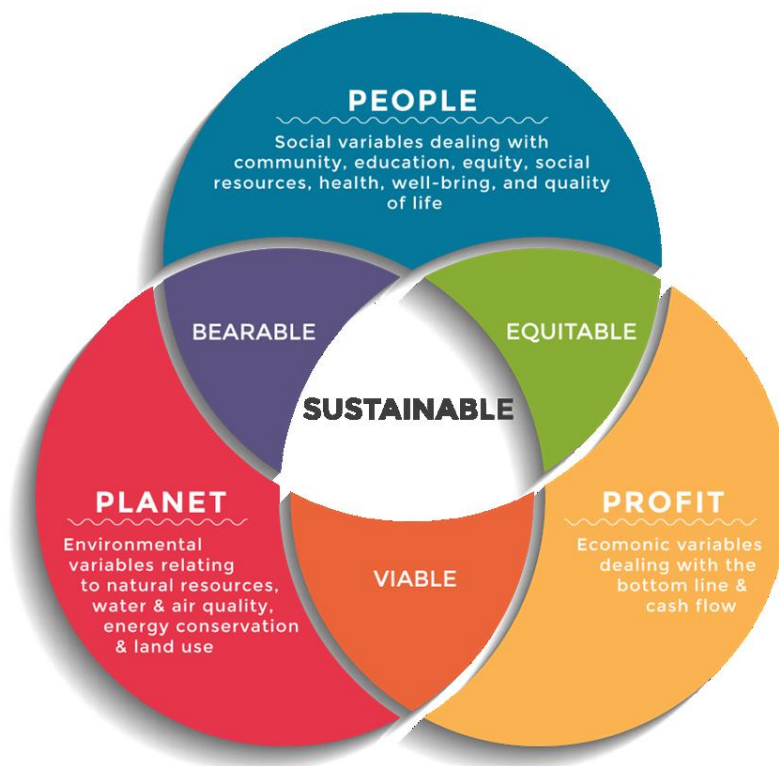 PEOPLE
Social variables dealing with
community, education, equity, social
resources, health, well-bring, and quality
of life
BEARABLE
EQUITABLE
SUSTAINABLE
PLANET
Environmental
variables relating
to natural resources,
water & air quality,
energy conservation
& land use
VIABLE
PROFIT
Ecomonic variables
dealing with the
bottom line &
cash flow